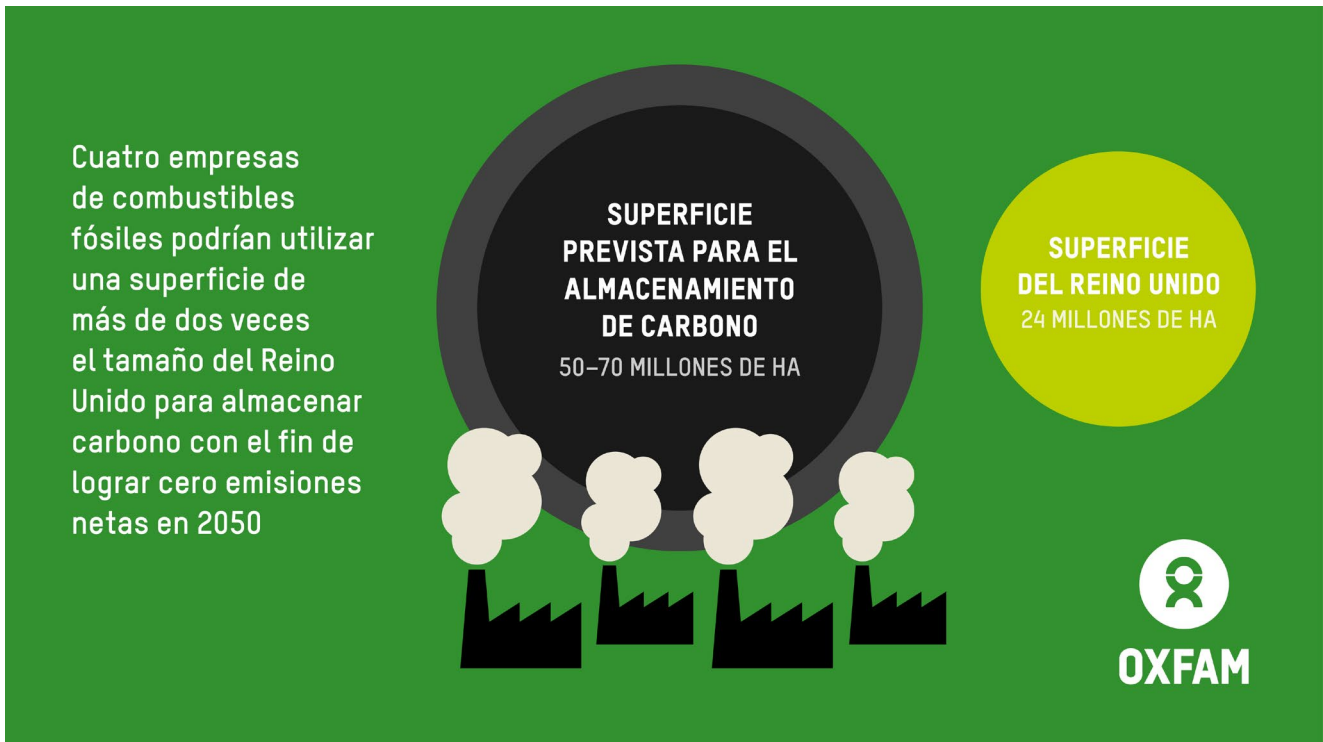 Cuatro empresas
de combustibles
fósiles podrían utilizar
una superficie de
más de dos veces
el tamaño del Reino
Unido para almacenar
carbono con el fin de
lograr cero emisiones
netas en 2050
SUPERFICIE
PREVISTA PARA EL
ALMACENAMIENTO
DE CARBONO
50–70 MILLONES DE HA
SUPERFICIE
DEL REINO UNIDO
24 MILLONES DE HA
OXFAM